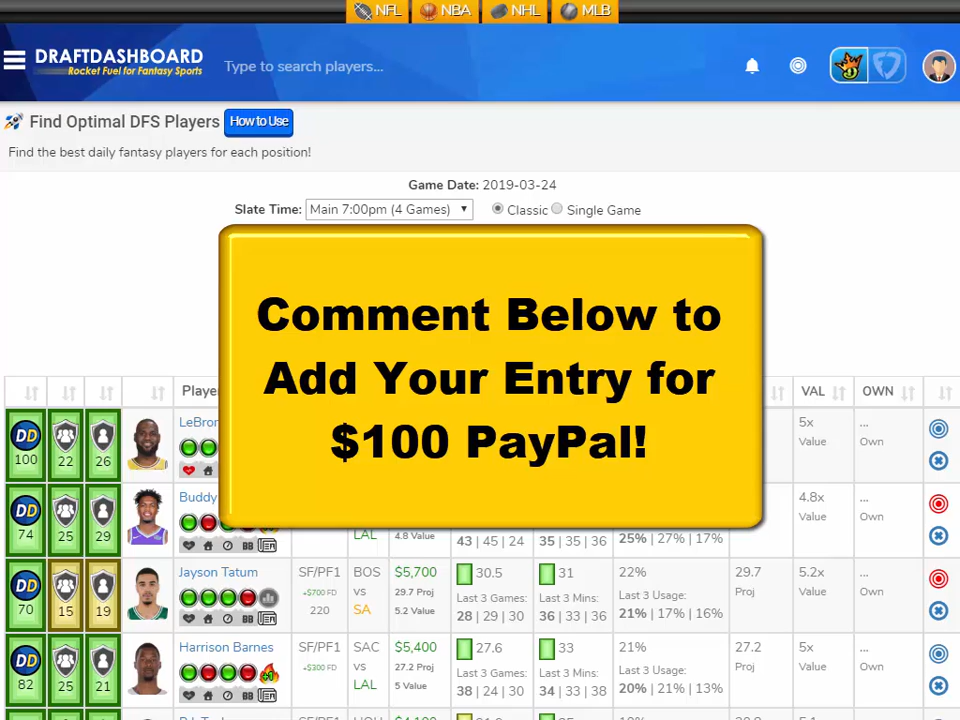 NFL NBA NHL MLB
DRAFTDASHBOARD
Rocket Fuel for Fantasy Sports
Type to search players...
Find Optimal DFS Players How to Use
Find the best daily fantasy players for each position!
Game Date: 2019-03-24
Slate Time: Main 7:00pm (4 Games) Classic Single Game
Comment Below to
Add Your Entry for
$100 PayPal!
Player VAL OWN
DD 100 22 26 LeBron 5x Value ... Own
DD 74 25 29 Buddy LAL 4.8 Value 43 | 45 | 24 35 | 35 | 36 25% | 27% | 17% 4.8x Value ... Own
DD 70 15 19 Jayson Tatum SF/PF1 +$700 FD 220 BOS VS SA $5,700 29.7 Proj 5.2 Value 30.5 Last 3 Games: 28 | 29 | 30 31 Last 3 Mins: 36 | 33 | 36 22% Last 3 Usage: 21% | 17% | 16% 29.7 Proj 5.2x Value ... Own
DD 82 25 21 Harrison Barnes SF/PF1 +$300 FD SAC VS LAL $5,400 27.2 Proj 5 Value 27.6 Last 3 Games: 38 | 24 | 30 33 Last 3 Mins: 34 | 33 | 38 21% Last 3 Usage: 20% | 21% | 13% 27.2 Proj 5x Value ... Own